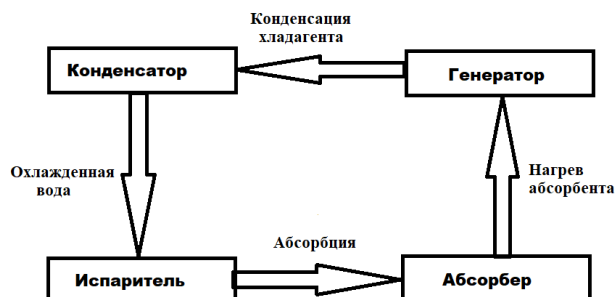 Конденсация
хладагента
Конденсатор
Генератор
Охлажденная
вода
Нагрев
абсорбента
Абсорбция
Испаритель
Абсорбер